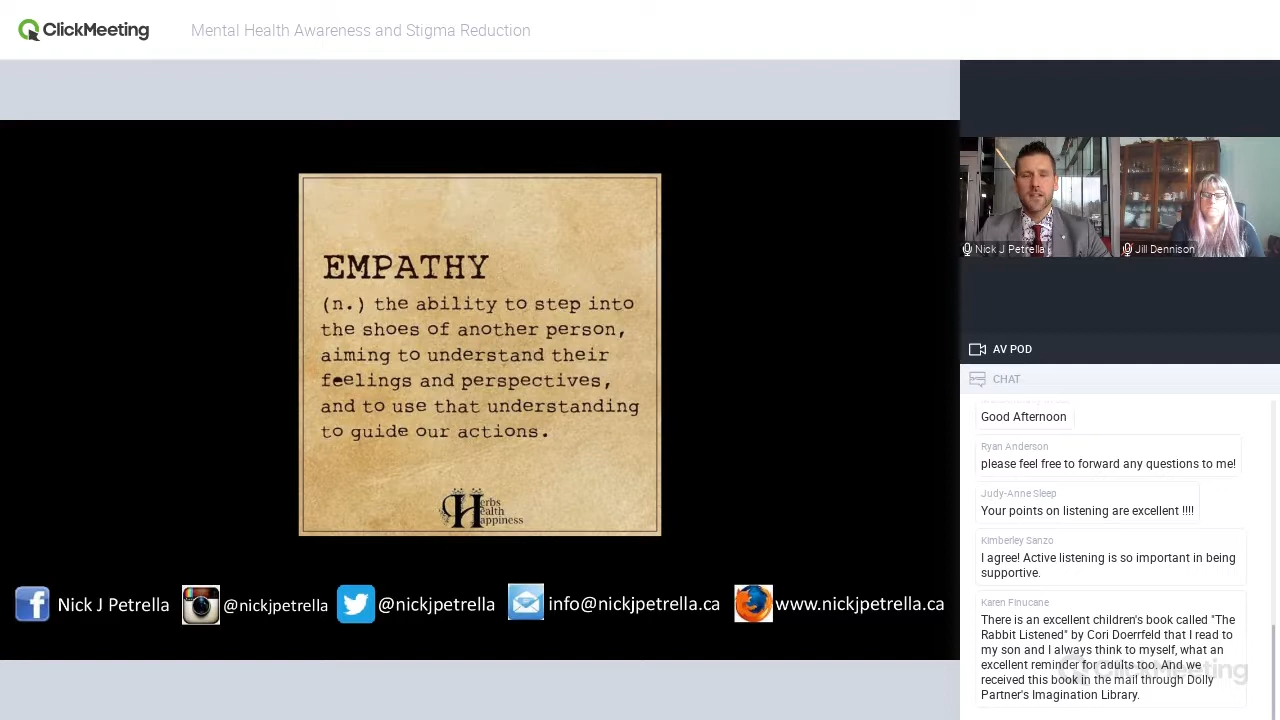 ClickMeeting
Mental Health Awareness and Stigma Reduction
EMPATHY
(n.) the ability to step into
the shoes of another person,
aiming to understand their
feelings and perspectives,
and to use that understanding
to guide our actions.
Herbs
Health
Happiness
Nick J Petrella
@nickjpetrella
@nickjpetrella
info@nickjpetrella.ca
www.nickjpetrella.ca
Nick J Petrella
Jill Dennison
AV POD
CHAT
Good Afternoon
Ryan Anderson
please feel free to forward any questions to me!
Judy-Anne Sleep
Your points on listening are excellent !!!!
Kimberley Sanzo
I agree! Active listening is so important in being
supportive.
Karen Finucane
There is an excellent children's book called "The
Rabbit Listened" by Cori Doerrfeld that I read to
my son and I always think to myself, what an
excellent reminder for adults too. And we
received this book in the mail through Dolly
Partner's Imagination Library.
ClickMeeting